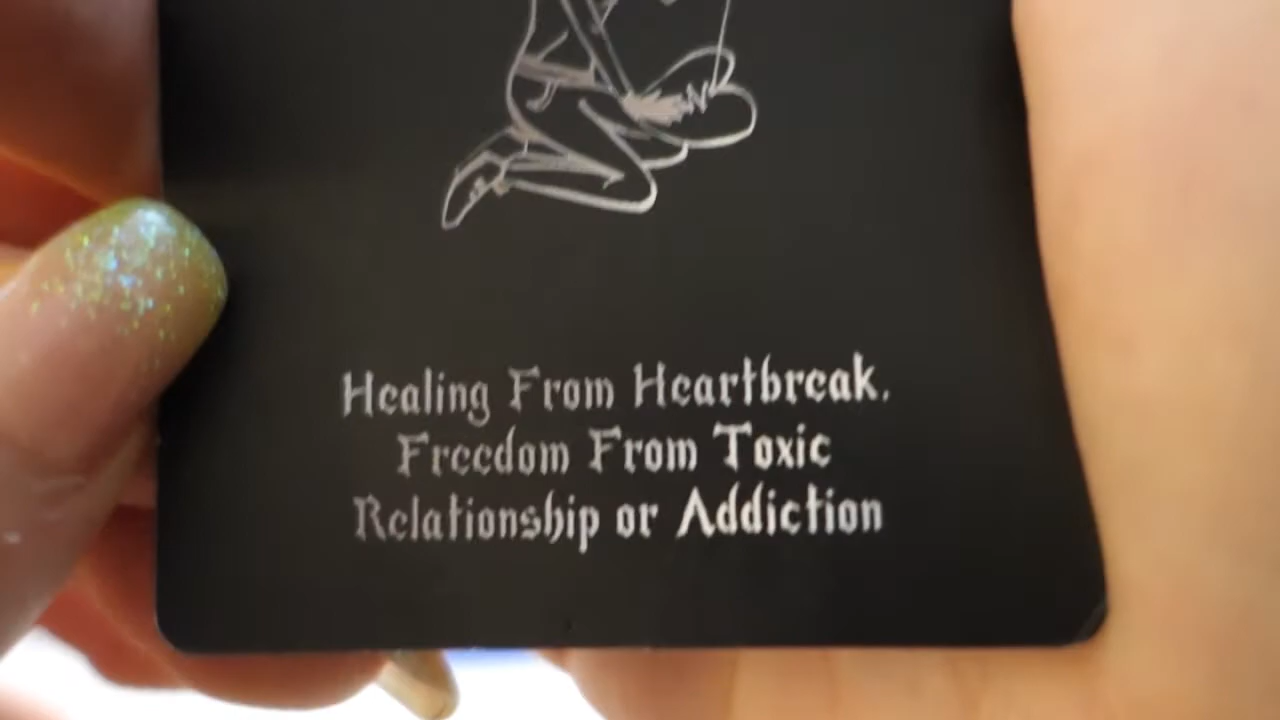 Healing From Heartbreak.
Freedom From Toxic
Relationship or Addiction